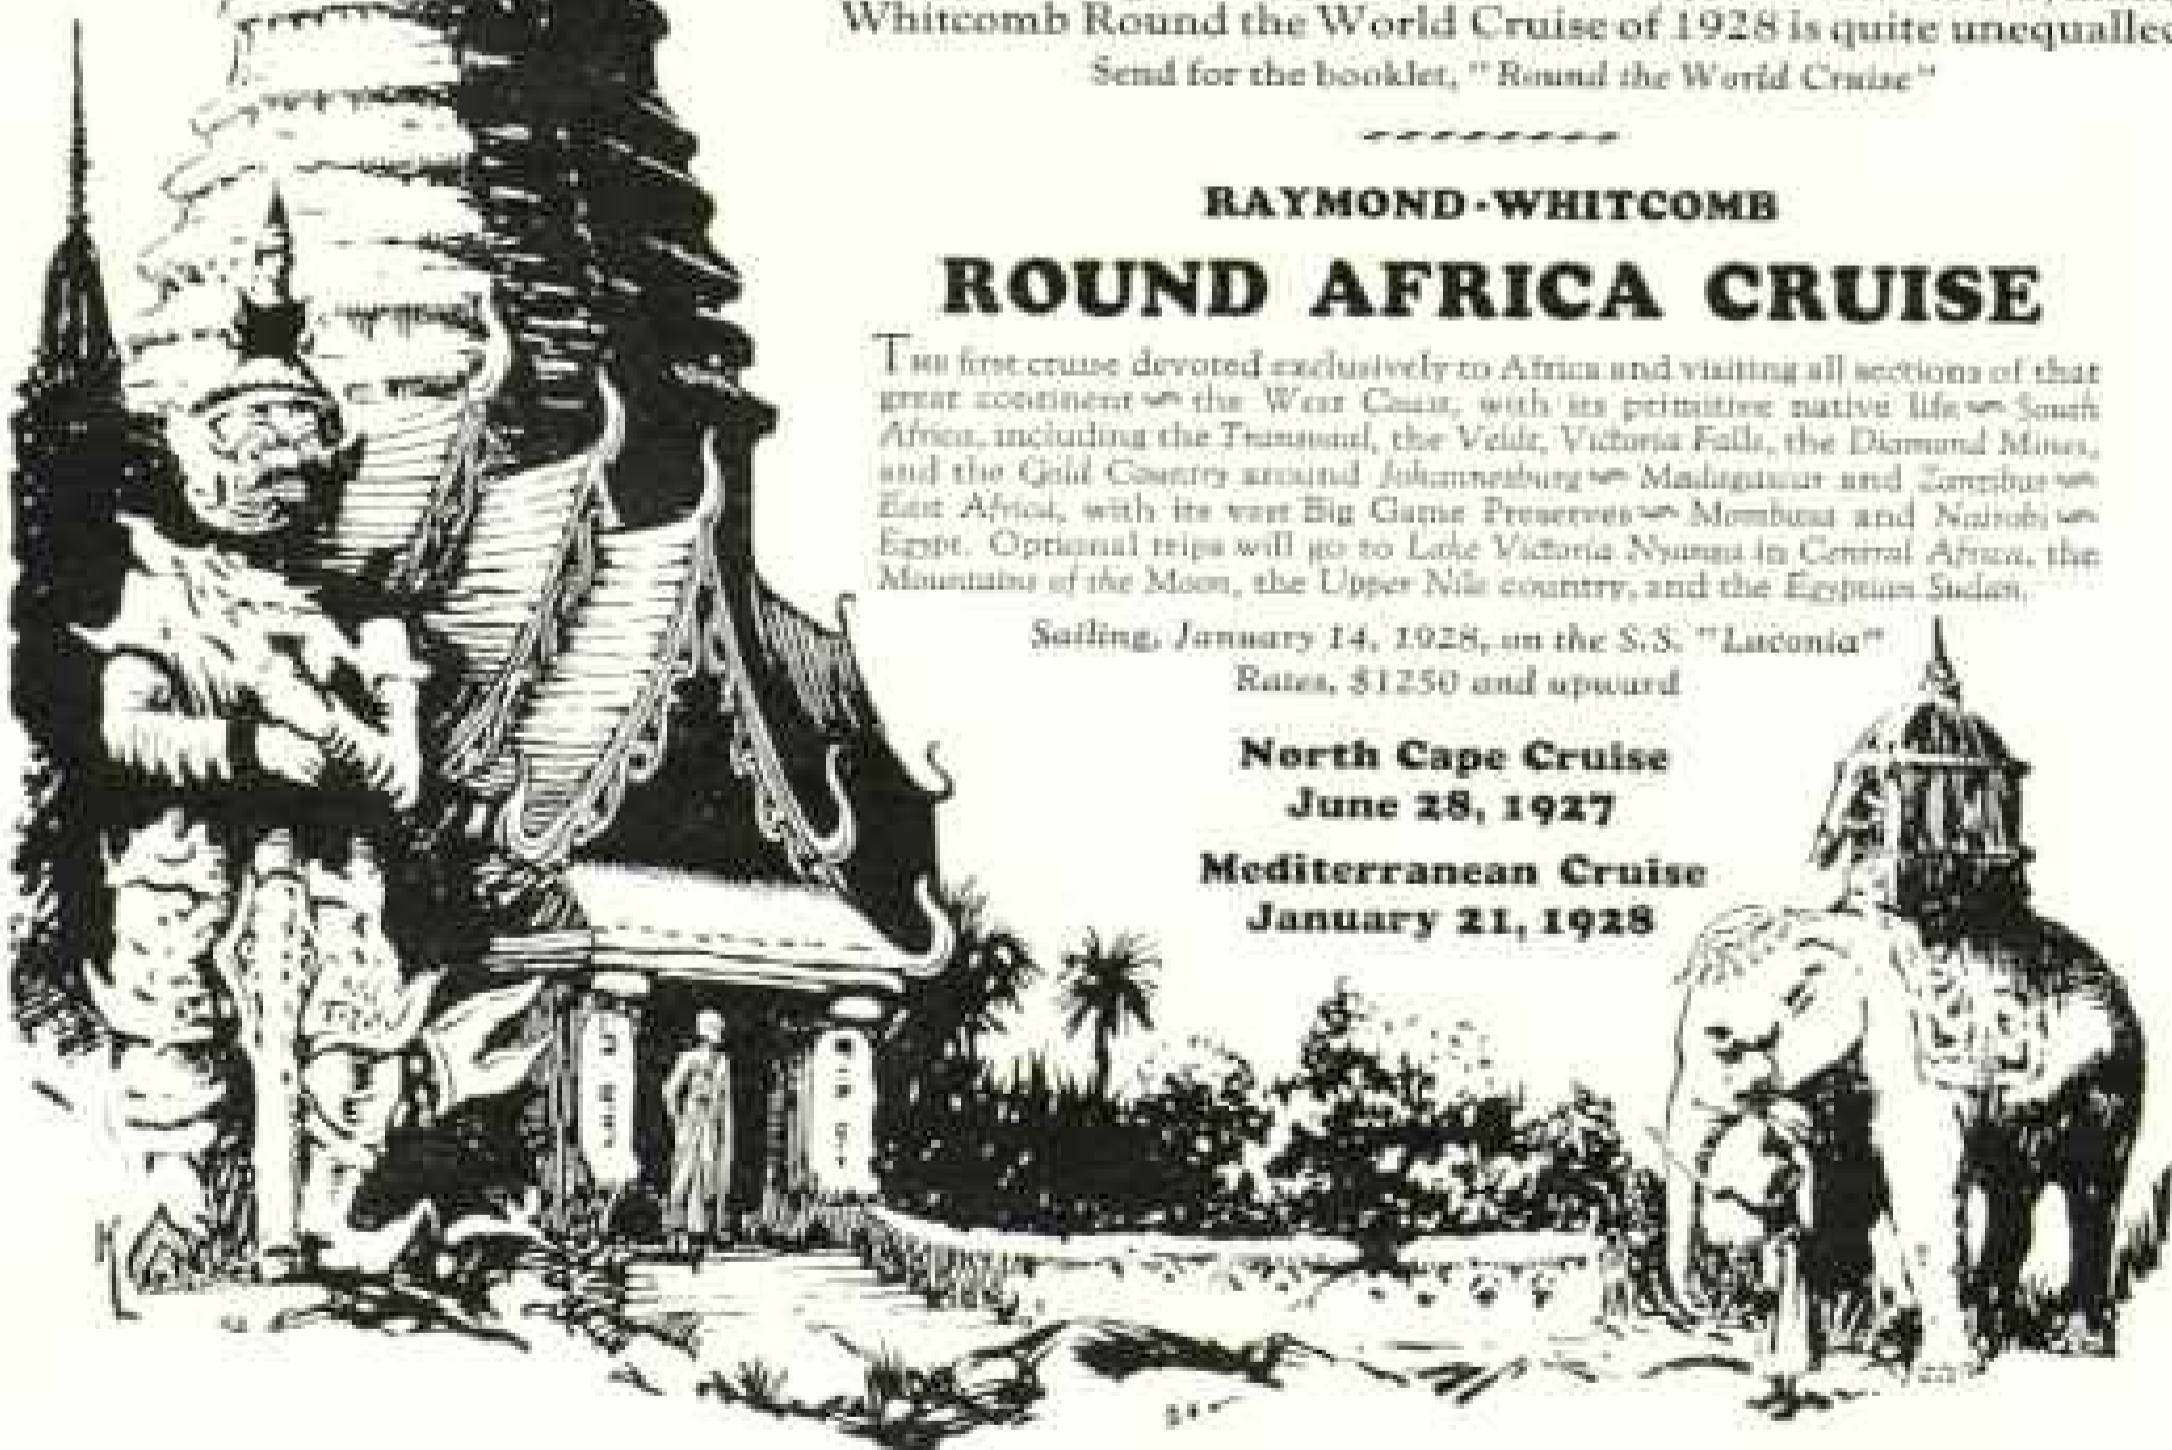 Whitcomb Round the World Cruise of 1928 is quite unequalled
Send for the booklet, "Round the World Cruise"
RAYMOND-WHITCOMB
ROUND AFRICA CRUISE
THE first cruise devoted exclusively to Africa and visiting all sections of that
great continent ~ the West Coast, with its primitive native life ~ South
Africa, including the Transvaal, the Veldt, Victoria Falls, the Diamond Mines,
and the Gold Country around Johannesburg ~ Madagascar and Zanzibar ~
East Africa, with its vast Big Game Preserves ~ Mombasa and Nairobi ~
Egypt. Optional trips will go to Lake Victoria Nyanza in Central Africa, the
Mountains of the Moon, the Upper Nile country, and the Egyptian Sudan.
Sailing, January 14, 1928, on the S.S. "Laconia"
Rates, $1250 and upward
North Cape Cruise
June 28, 1927
Mediterranean Cruise
January 21, 1928